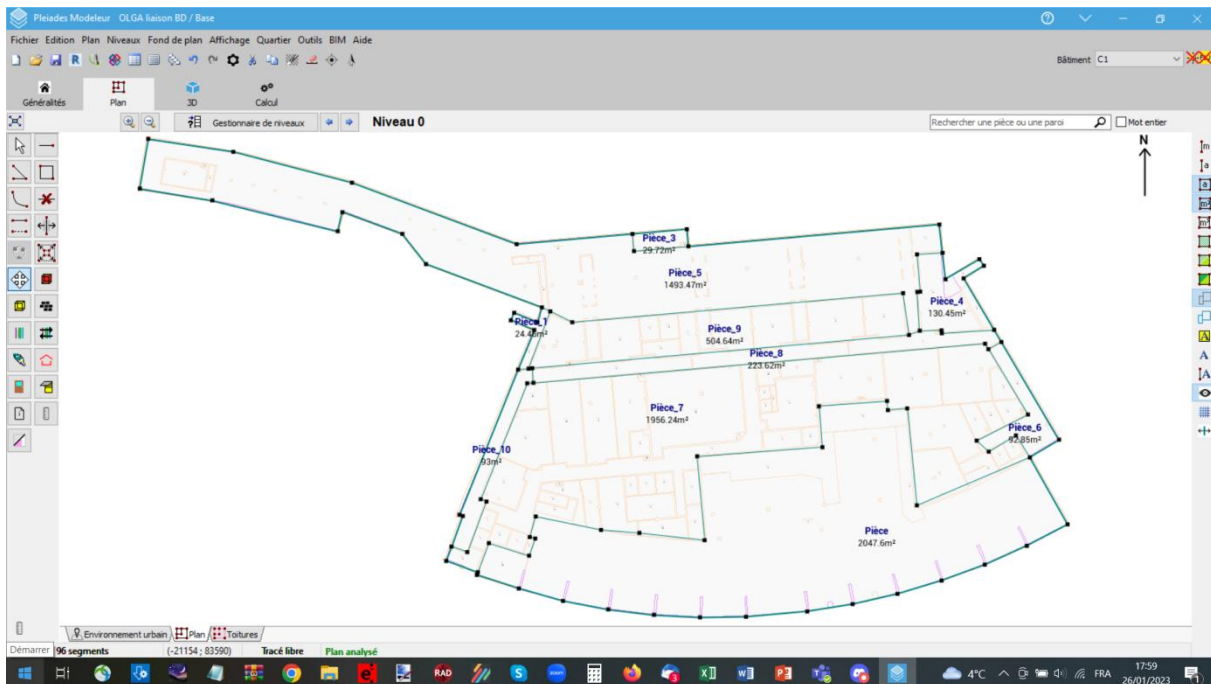 Pleiades Modeleur OLGA liaison BD / Base
Fichier Edition Plan Niveaux Fond de plan Affichage Quartier Outils BIM Aide
Bâtiment C1
Généralités Plan 3D Calcul
Gestionnaire de niveaux Niveau 0 Rechercher une pièce ou une paroi Mot entier
N
Pièce_3
29.72m²
Pièce_5
1493.47m²
Pièce_4
130.45m²
Pièce_1
Pièce_9
504.64m²
Pièce_8
223.62m²
Pièce_7
1956.24m²
Pièce_6
92.85m²
Pièce_10
93m²
Pièce
2047.6m²
Environnement urbain Plan Toitures
Démarrer 96 segments (-21154 ; 83590) Tracé libre Plan analysé
4°C FRA 17:59
26/01/2023